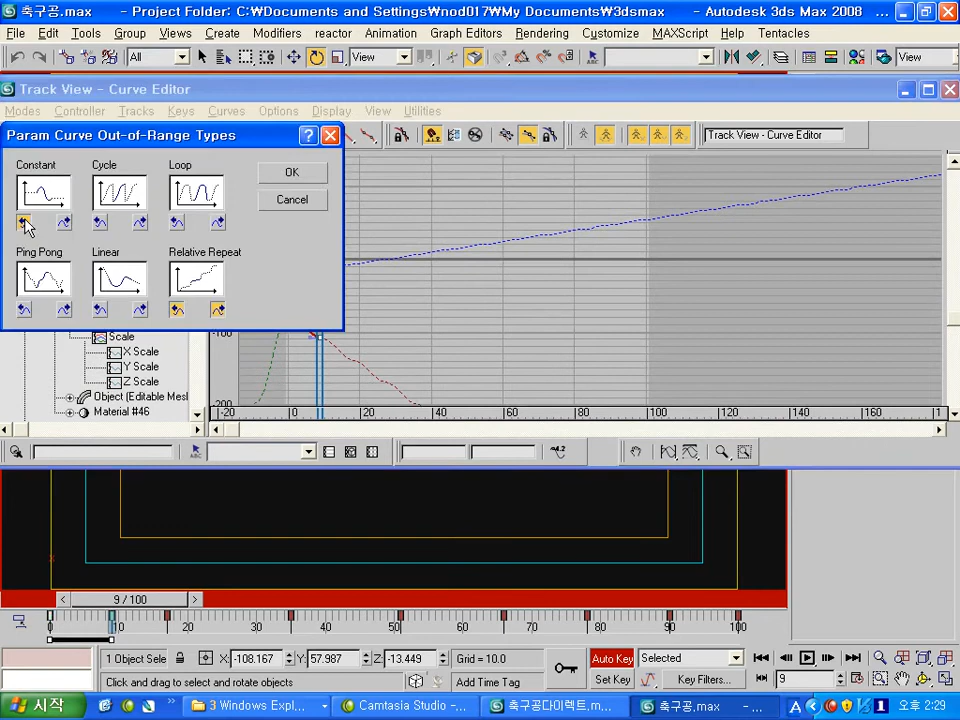 축구공.max - Project Folder: C:₩Documents and Settings₩nod017₩My Documents₩3dsmax - Autodesk 3ds Max 2008 ...
File Edit Tools Group Views Create Modifiers reactor Animation Graph Editors Rendering Customize MAXScript Help Tentacles
All View View
Track View - Curve Editor
Modes Controller Tracks Keys Curves Options Display View Utilities
Param Curve Out-of-Range Types
Track View - Curve Editor
Constant Cycle Loop
OK
Cancel
Ping Pong Linear Relative Repeat
Scale
X Scale
Y Scale
Z Scale
Object (Editable Mesl
Material #46
-100
-200
-20 0 20 40 60 80 100 120 140 160 1
9 / 100
0 10 20 30 40 50 60 70 80 90 100
1 Object Sele X: -108.167 Y: 57.987 Z: -13.449 Grid = 10.0 Auto Key Selected
Click and drag to select and rotate objects Add Time Tag Set Key Key Filters... 9
시작 3 Windows Expl... Camtasia Studio -... 축구공다이렉트.m... 축구공.max - ... A 오후 2:29